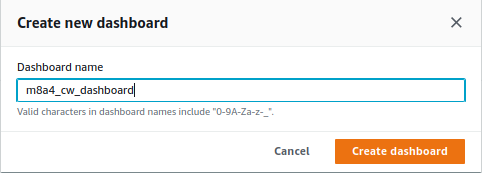 Create new dashboard
Dashboard name
m8a4_cw_dashboard
Valid characters in dashboard names include "0-9A-Za-z-_".
Cancel
Create dashboard